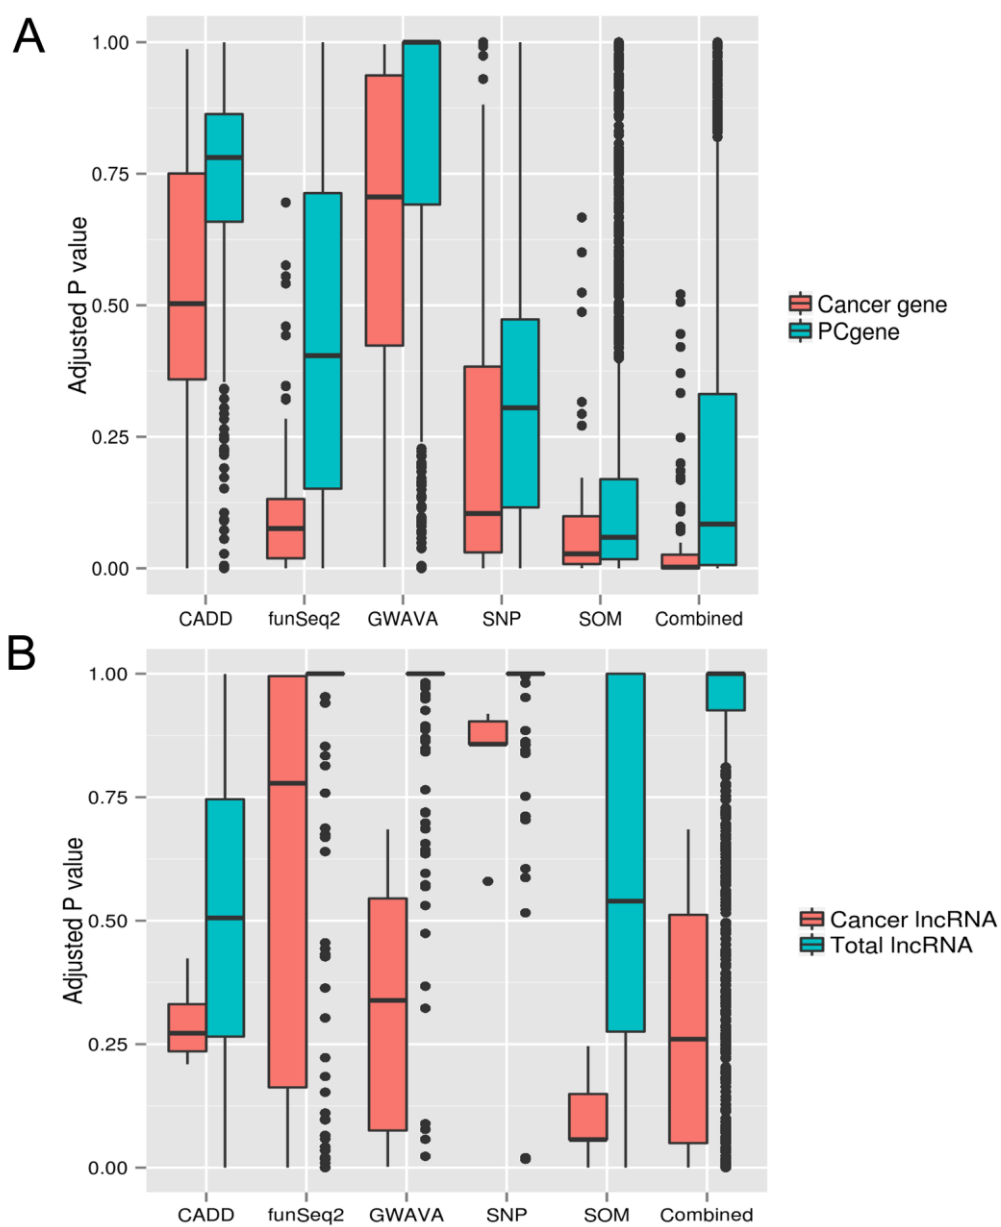 A
Adjusted P value
1.00
0.75
0.50
0.25
0.00
CADD funSeq2 GWAVA SNP SOM Combined
Cancer gene
PCgene
B
Adjusted P value
1.00
0.75
0.50
0.25
0.00
CADD funSeq2 GWAVA SNP SOM Combined
Cancer lncRNA
Total lncRNA